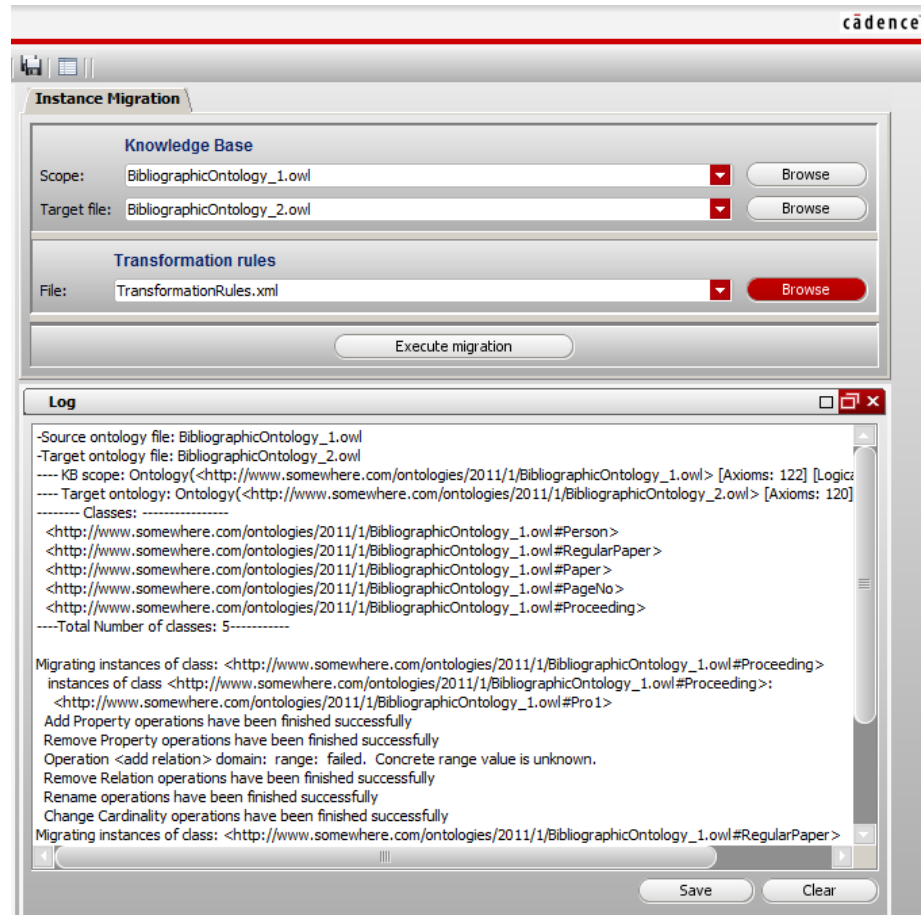 cādence
Instance Migration
Knowledge Base
Scope: BibliographicOntology_1.owl Browse
Target file: BibliographicOntology_2.owl Browse
Transformation rules
File: TransformationRules.xml Browse
Execute migration
Log
-Source ontology file: BibliographicOntology_1.owl
-Target ontology file: BibliographicOntology_2.owl
---- KB scope: Ontology(<http://www.somewhere.com/ontologies/2011/1/BibliographicOntology_1.owl> [Axioms: 122] [Logica
---- Target ontology: Ontology(<http://www.somewhere.com/ontologies/2011/1/BibliographicOntology_2.owl> [Axioms: 120]
-------- Classes: ----------------
<http://www.somewhere.com/ontologies/2011/1/BibliographicOntology_1.owl#Person>
<http://www.somewhere.com/ontologies/2011/1/BibliographicOntology_1.owl#RegularPaper>
<http://www.somewhere.com/ontologies/2011/1/BibliographicOntology_1.owl#Paper>
<http://www.somewhere.com/ontologies/2011/1/BibliographicOntology_1.owl#PageNo>
<http://www.somewhere.com/ontologies/2011/1/BibliographicOntology_1.owl#Proceeding>
----Total Number of classes: 5-----------
Migrating instances of class: <http://www.somewhere.com/ontologies/2011/1/BibliographicOntology_1.owl#Proceeding>
instances of class <http://www.somewhere.com/ontologies/2011/1/BibliographicOntology_1.owl#Proceeding>:
<http://www.somewhere.com/ontologies/2011/1/BibliographicOntology_1.owl#Pro1>
Add Property operations have been finished successfully
Remove Property operations have been finished successfully
Operation <add relation> domain: range: failed. Concrete range value is unknown.
Remove Relation operations have been finished successfully
Rename operations have been finished successfully
Change Cardinality operations have been finished successfully
Migrating instances of class: <http://www.somewhere.com/ontologies/2011/1/BibliographicOntology_1.owl#RegularPaper>
Save Clear